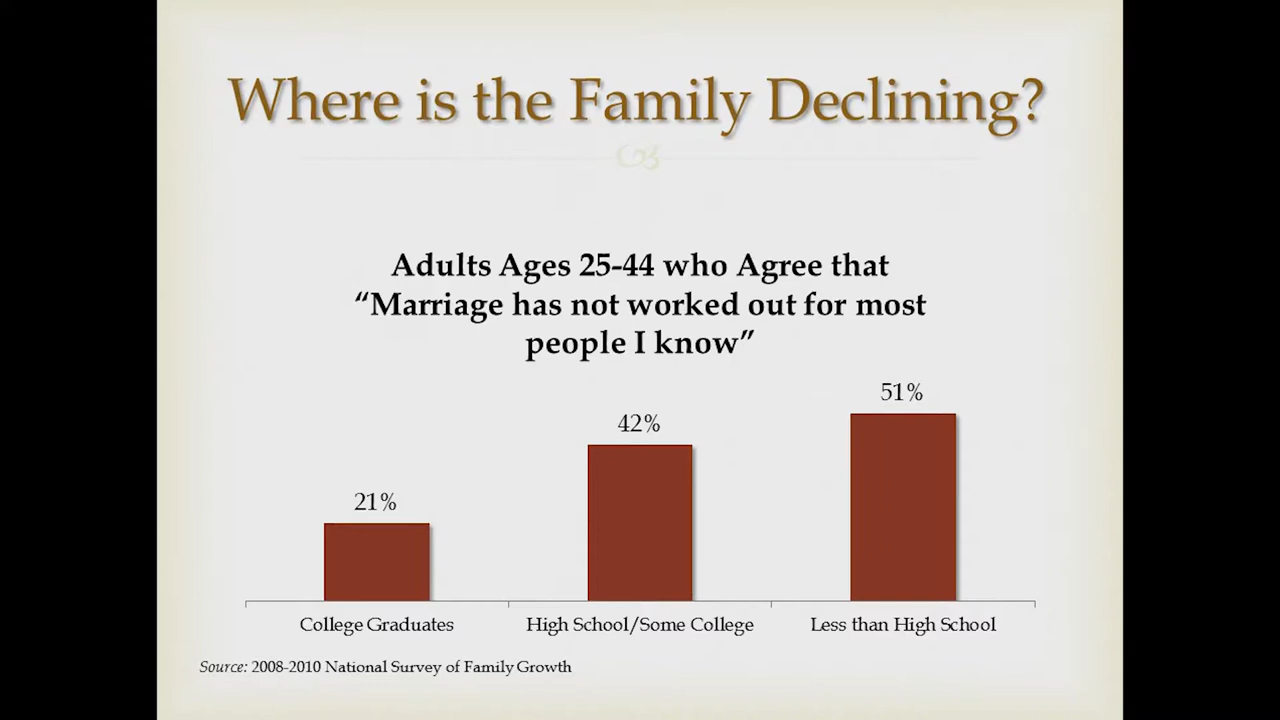 Where is the Family Declining?
Adults Ages 25-44 who Agree that
“Marriage has not worked out for most
people I know”
51%
42%
21%
College Graduates
High School/Some College
Less than High School
Source: 2008-2010 National Survey of Family Growth